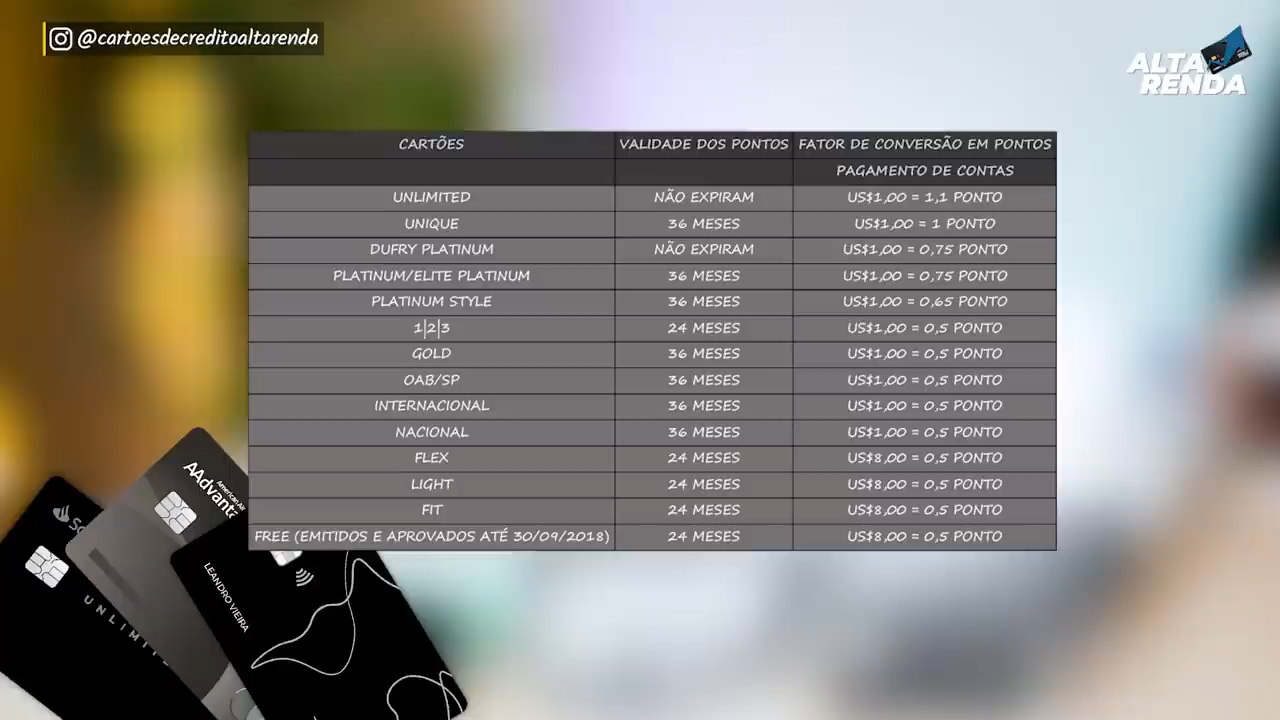 @cartoesdecreditoaltarenda
ALTA
RENDA
CARTÕES VALIDADE DOS PONTOS FATOR DE CONVERSÃO EM PONTOS
PAGAMENTO DE CONTAS
UNLIMITED NÃO EXPIRAM US$1,00 = 1,1 PONTO
UNIQUE 36 MESES US$1,00 = 1 PONTO
DUFRY PLATINUM NÃO EXPIRAM US$1,00 = 0,75 PONTO
PLATINUM/ELITE PLATINUM 36 MESES US$1,00 = 0,75 PONTO
PLATINUM STYLE 36 MESES US$1,00 = 0,65 PONTO
1|2|3 24 MESES US$1,00 = 0,5 PONTO
GOLD 36 MESES US$1,00 = 0,5 PONTO
OAB/SP 36 MESES US$1,00 = 0,5 PONTO
INTERNACIONAL 36 MESES US$1,00 = 0,5 PONTO
NACIONAL 36 MESES US$1,00 = 0,5 PONTO
FLEX 24 MESES US$8,00 = 0,5 PONTO
LIGHT 24 MESES US$8,00 = 0,5 PONTO
FIT 24 MESES US$8,00 = 0,5 PONTO
FREE (EMITIDOS E APROVADOS ATÉ 30/09/2018) 24 MESES US$8,00 = 0,5 PONTO
AAdvant
American Air
UNLIMITE
LEANDRO VIEIRA